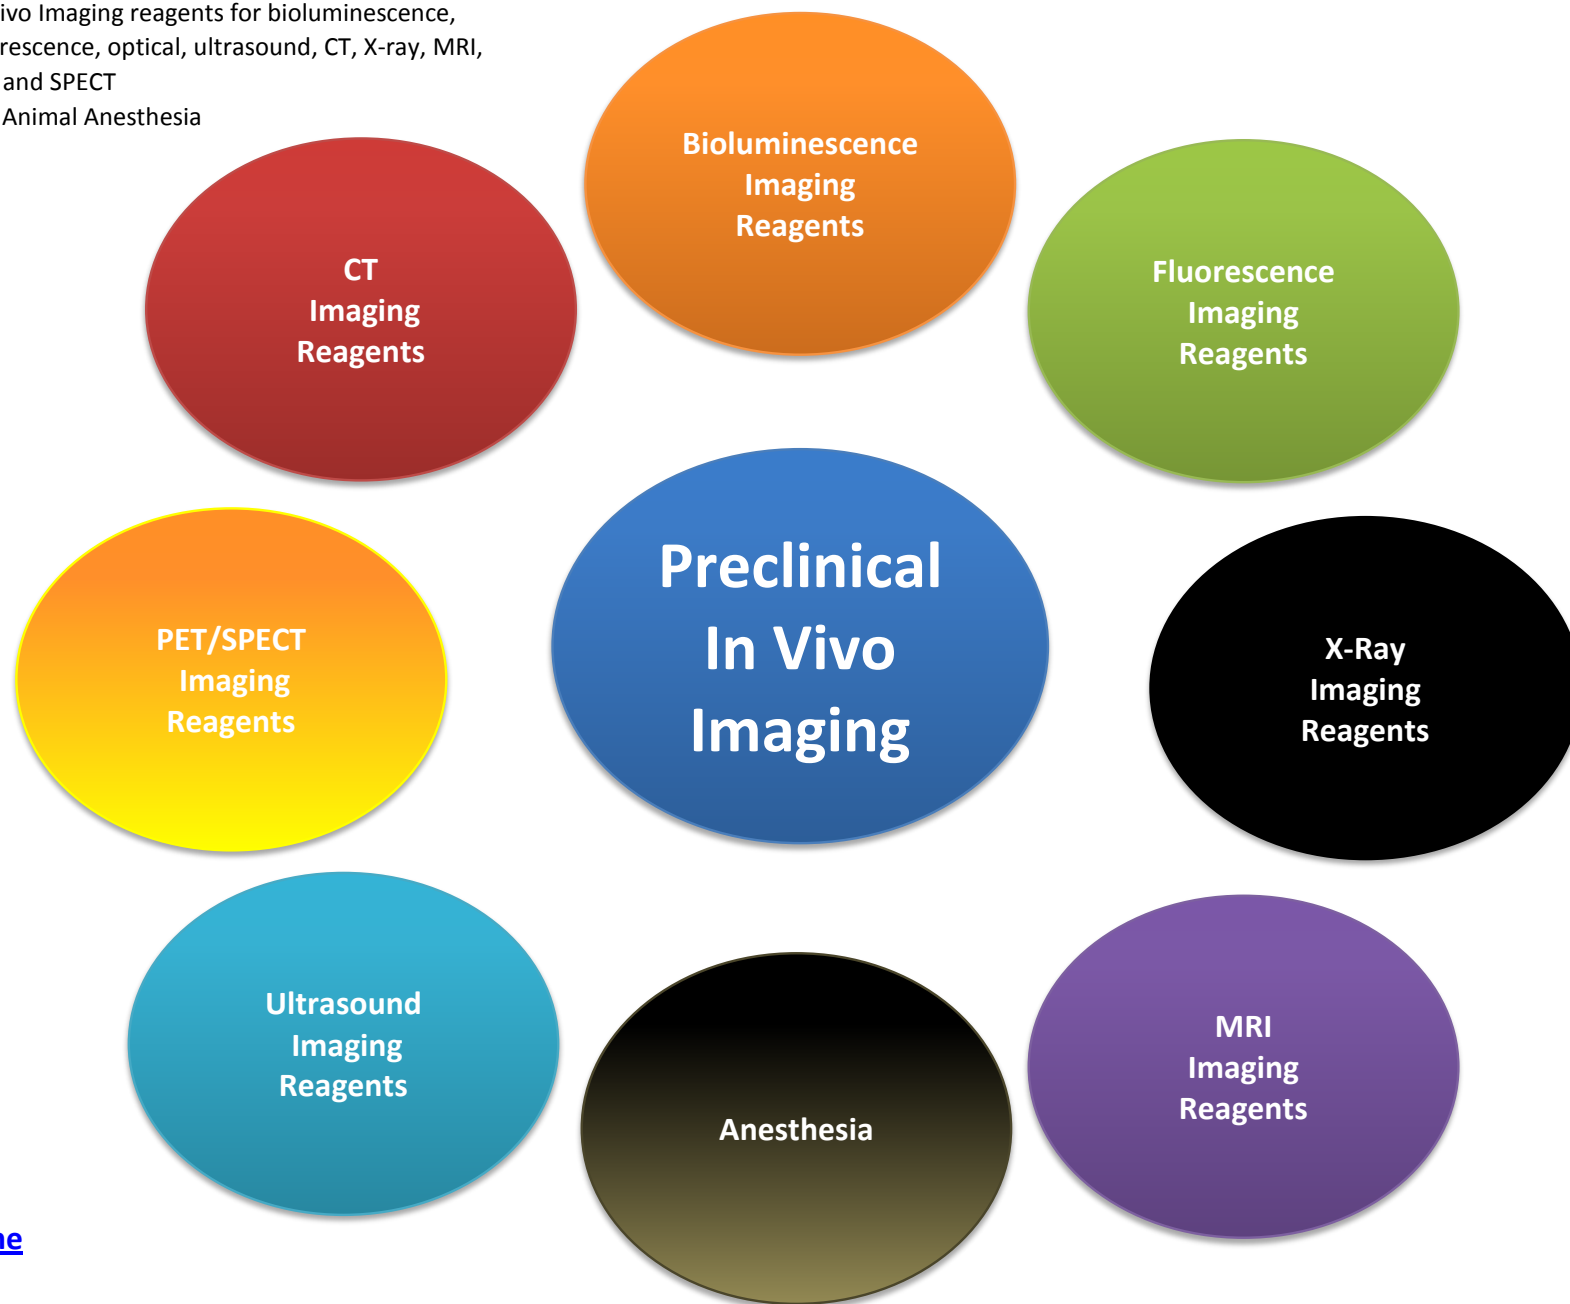 ivo Imaging reagents for bioluminescence,
rescence, optical, ultrasound, CT, X-ray, MRI,
and SPECT
Animal Anesthesia
Bioluminescence
Imaging
Reagents
CT
Imaging
Reagents
Fluorescence
Imaging
Reagents
Preclinical
In Vivo
Imaging
PET/SPECT
Imaging
Reagents
X-Ray
Imaging
Reagents
Ultrasound
Imaging
Reagents
MRI
Imaging
Reagents
Anesthesia
ne